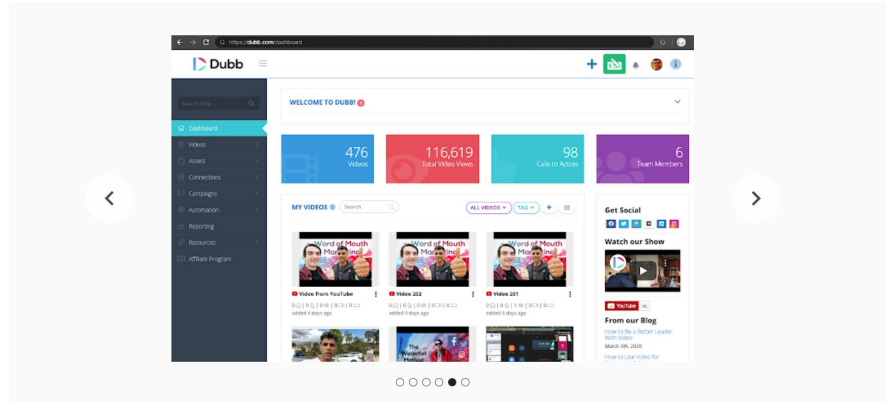 https://dubb.com/dashboard
Dubb
Search help...
Dashboard
Videos
Assets
Connections
Campaigns
Automation
Reporting
Resources
Affiliate Program
WELCOME TO DUBB!
476
Videos
116,619
Total Video Views
98
Calls to Action
6
Team Members
MY VIDEOS
Search
ALL VIDEOS
TAG
Word of Mouth
Word of Mouth
Word of Mouth
Video from YouTube
Video 202
Video 201
added 4 days ago
added 4 days ago
added 4 days ago
The
Waterfall
Method
Get Social
Watch our Show
YouTube
From our Blog
How to Be a Better Leader
With Video
March 5th, 2020
How to Use Video for